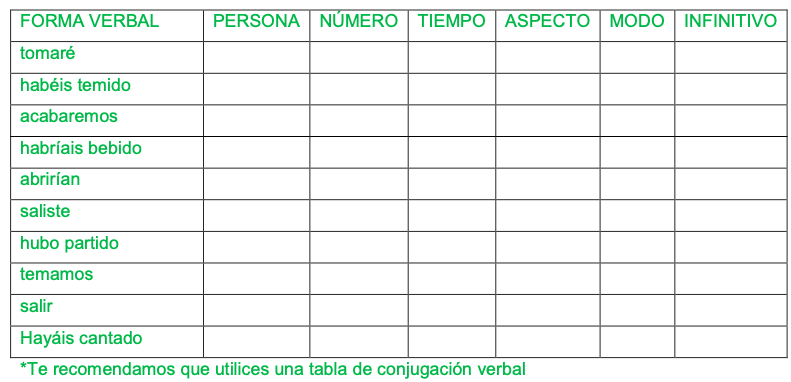 FORMA VERBAL PERSONA NÚMERO TIEMPO ASPECTO MODO INFINITIVO
tomaré
habéis temido
acabaremos
habríais bebido
abrirían
saliste
hubo partido
temamos
salir
Hayáis cantado
*Te recomendamos que utilices una tabla de conjugación verbal